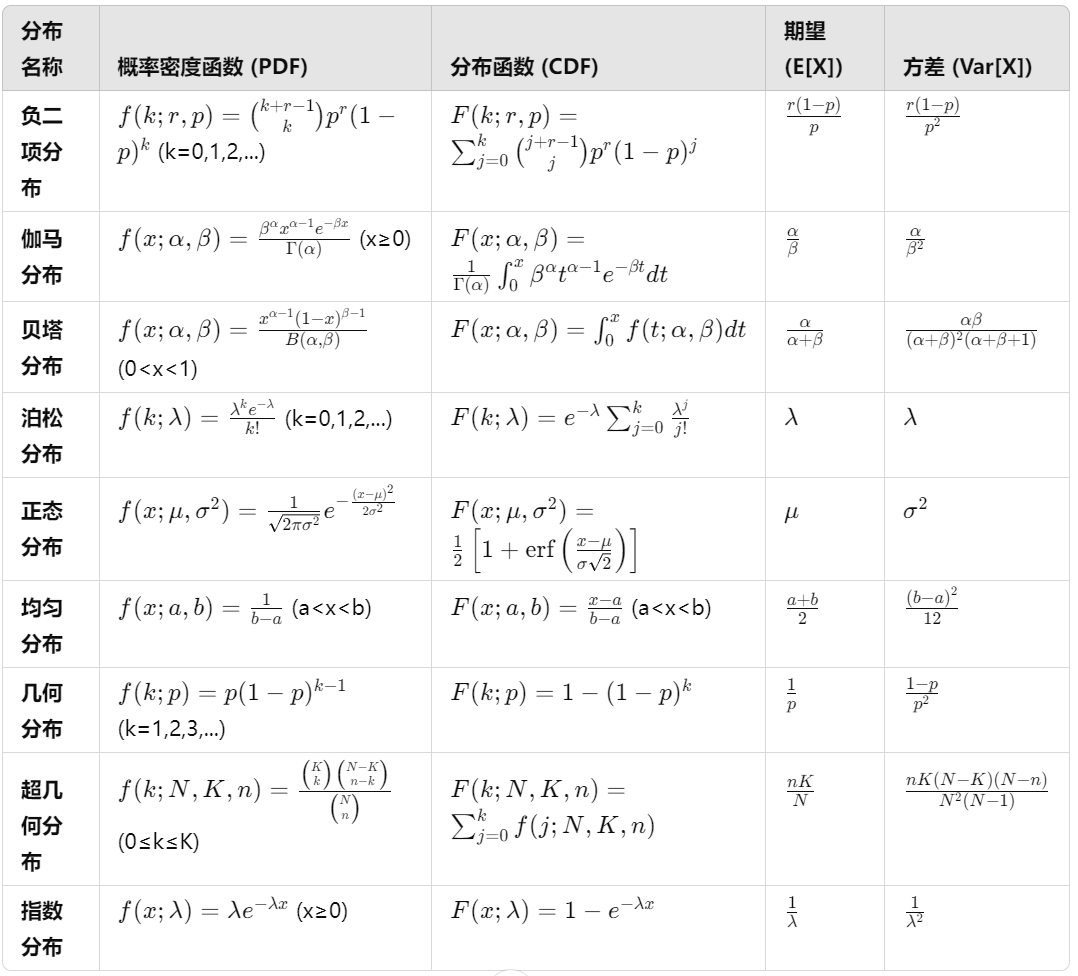 分布
名称
概率密度函数 (PDF)
分布函数 (CDF)
期望
(E[X])
方差 (Var[X])
负二
项分
布
$f(k;r,p)=\binom{k+r-1}{k}p^r(1-$
$p)^k$ (k=0,1,2,...)
$F(k;r,p)=$
$\sum_{j=0}^{k}\binom{j+r-1}{j}p^r(1-p)^j$
$\frac{r(1-p)}{p}$
$\frac{r(1-p)}{p^2}$
伽马
分布
$f(x;\alpha,\beta)=\frac{\beta^\alpha x^{\alpha-1}e^{-\beta x}}{\Gamma(\alpha)}$ (x≥0)
$F(x;\alpha,\beta)=$
$\frac{1}{\Gamma(\alpha)}\int_0^x \beta^\alpha t^{\alpha-1}e^{-\beta t}dt$
$\frac{\alpha}{\beta}$
$\frac{\alpha}{\beta^2}$
贝塔
分布
$f(x;\alpha,\beta)=\frac{x^{\alpha-1}(1-x)^{\beta-1}}{B(\alpha,\beta)}$
(0<x<1)
$F(x;\alpha,\beta)=\int_0^x f(t;\alpha,\beta)dt$
$\frac{\alpha}{\alpha+\beta}$
$\frac{\alpha\beta}{(\alpha+\beta)^2(\alpha+\beta+1)}$
泊松
分布
$f(k;\lambda)=\frac{\lambda^k e^{-\lambda}}{k!}$ (k=0,1,2,...)
$F(k;\lambda)=e^{-\lambda}\sum_{j=0}^{k}\frac{\lambda^j}{j!}$
$\lambda$
$\lambda$
正态
分布
$f(x;\mu,\sigma^2)=\frac{1}{\sqrt{2\pi\sigma^2}}e^{-\frac{(x-\mu)^2}{2\sigma^2}}$
$F(x;\mu,\sigma^2)=$
$\frac{1}{2}\left[1+\mathrm{erf}\left(\frac{x-\mu}{\sigma\sqrt{2}}\right)\right]$
$\mu$
$\sigma^2$
均匀
分布
$f(x;a,b)=\frac{1}{b-a}$ (a<x<b)
$F(x;a,b)=\frac{x-a}{b-a}$ (a<x<b)
$\frac{a+b}{2}$
$\frac{(b-a)^2}{12}$
几何
分布
$f(k;p)=p(1-p)^{k-1}$
(k=1,2,3,...)
$F(k;p)=1-(1-p)^k$
$\frac{1}{p}$
$\frac{1-p}{p^2}$
超几
何分
布
$f(k;N,K,n)=\frac{\binom{K}{k}\binom{N-K}{n-k}}{\binom{N}{n}}$
(0≤k≤K)
$F(k;N,K,n)=$
$\sum_{j=0}^{k}f(j;N,K,n)$
$\frac{nK}{N}$
$\frac{nK(N-K)(N-n)}{N^2(N-1)}$
指数
分布
$f(x;\lambda)=\lambda e^{-\lambda x}$ (x≥0)
$F(x;\lambda)=1-e^{-\lambda x}$
$\frac{1}{\lambda}$
$\frac{1}{\lambda^2}$